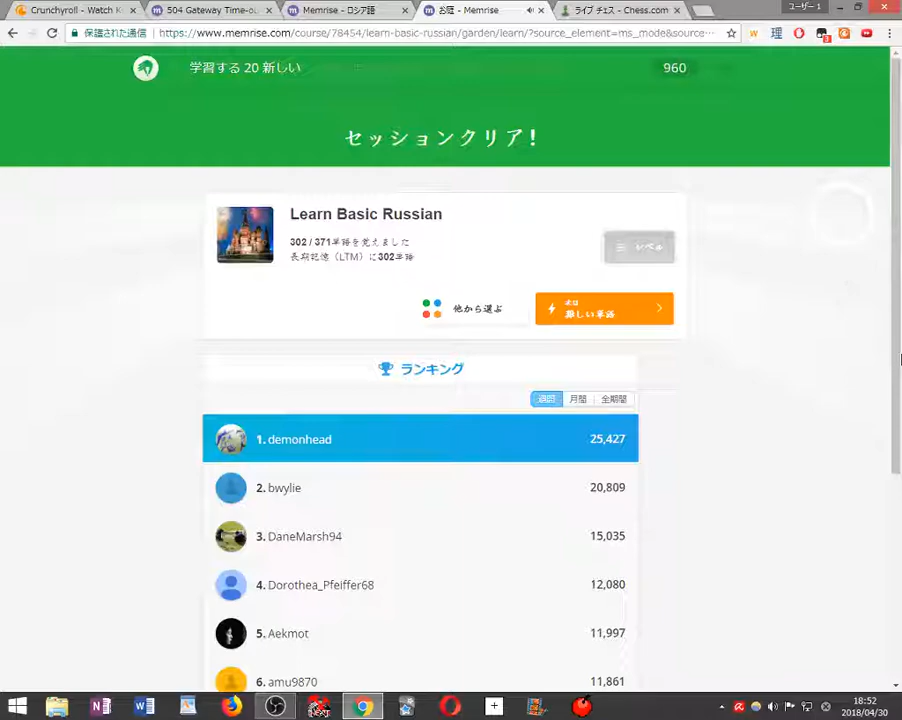 Crunchyroll - Watch K
504 Gateway Time-ou
Memrise - ロシア語
お庭 - Memrise
ライブ チェス - Chess.com
ユーザー 1
保護された通信 https://www.memrise.com/course/78454/learn-basic-russian/garden/learn/?source_element=ms_mode&source…
学習する 20 新しい
960
セッションクリア!
Learn Basic Russian
302 / 371単語を覚えました
長期記憶（LTM）に302単語
レベル
他から選ぶ
次は
難しい単語
ランキング
週間 月間 全期間
1. demonhead 25,427
2. bwylie 20,809
3. DaneMarsh94 15,035
4. Dorothea_Pfeiffer68 12,080
5. Aekmot 11,997
6. amu9870 11,861
18:52
2018/04/30